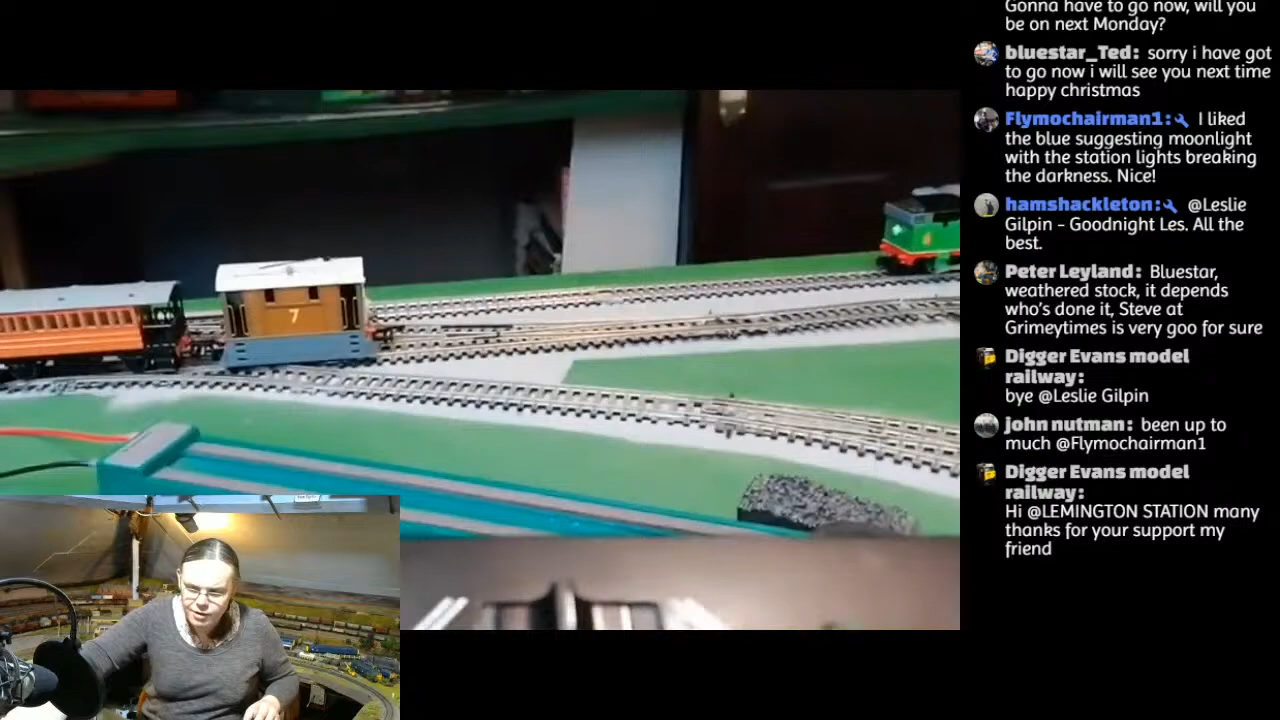 Gonna have to go now, will you
be on next Monday?
bluestar_Ted: sorry i have got
to go now i will see you next time
happy christmas
Flymochairman1: I liked
the blue suggesting moonlight
with the station lights breaking
the darkness. Nice!
hamshackleton: @Leslie
Gilpin - Goodnight Les. All the
best.
Peter Leyland: Bluestar,
weathered stock, it depends
who's done it, Steve at
Grimeytimes is very goo for sure
Digger Evans model
railway:
bye @Leslie Gilpin
john nutman: been up to
much @Flymochairman1
Digger Evans model
railway:
Hi @LEMINGTON STATION many
thanks for your support my
friend
7